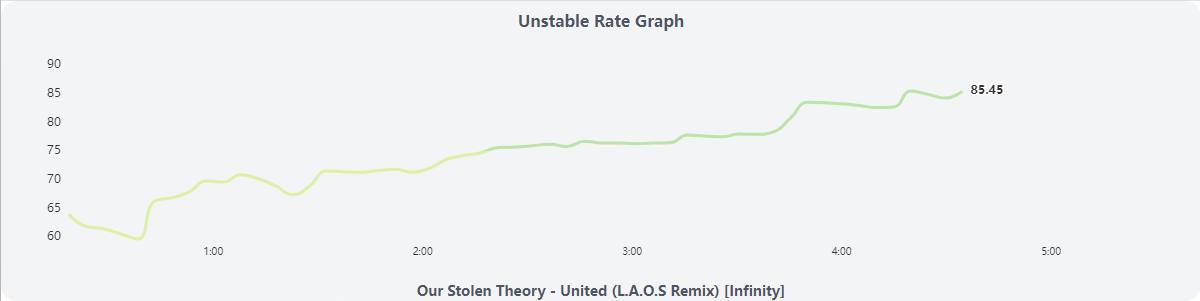 Unstable Rate Graph
90
85
85.45
80
75
70
65
60
1:00 2:00 3:00 4:00 5:00
Our Stolen Theory - United (L.A.O.S Remix) [Infinity]